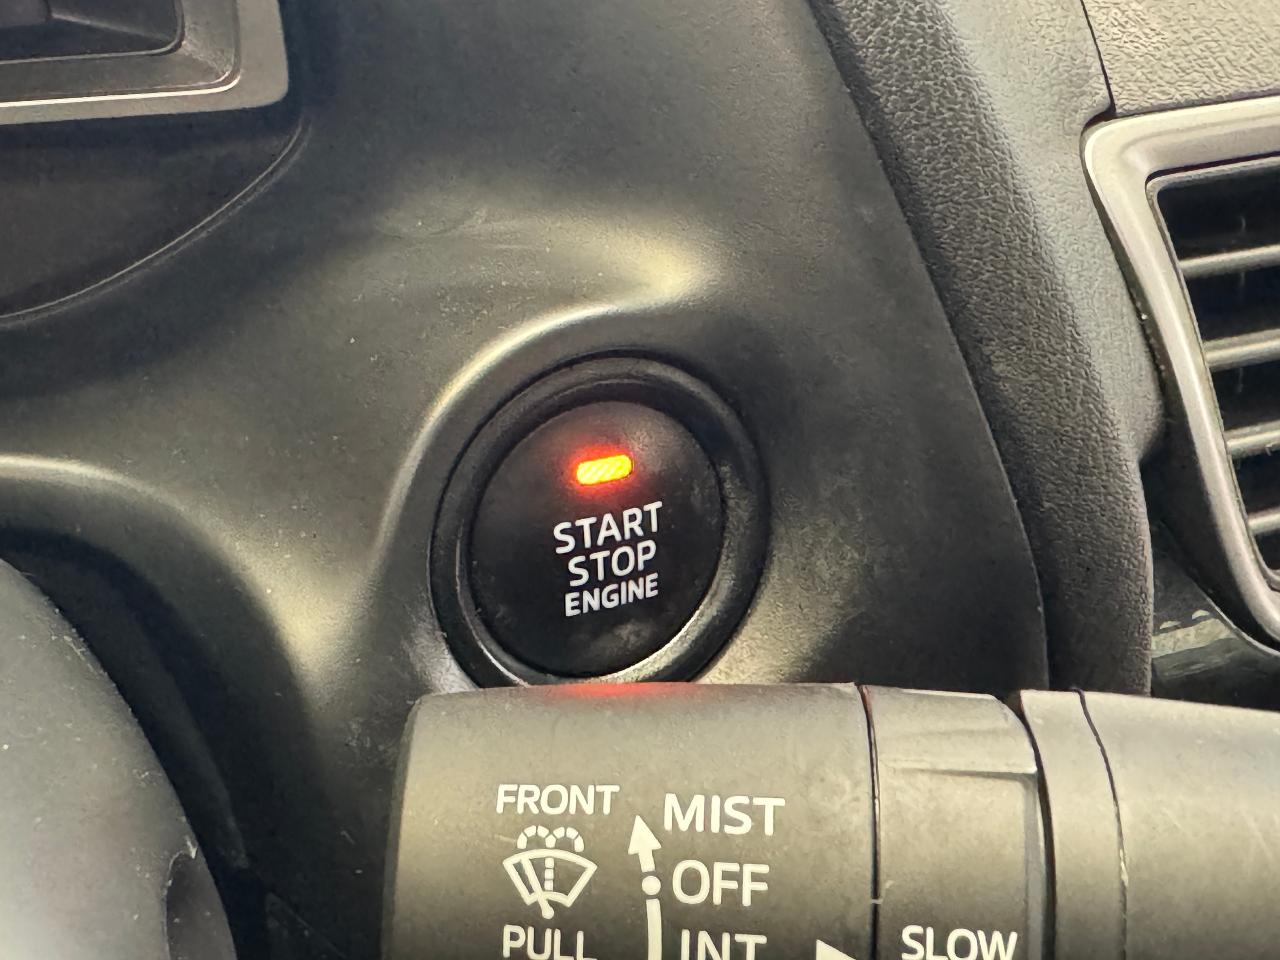 START
STOP
ENGINE
FRONT
MIST
OFF
PULL
INT
SLOW